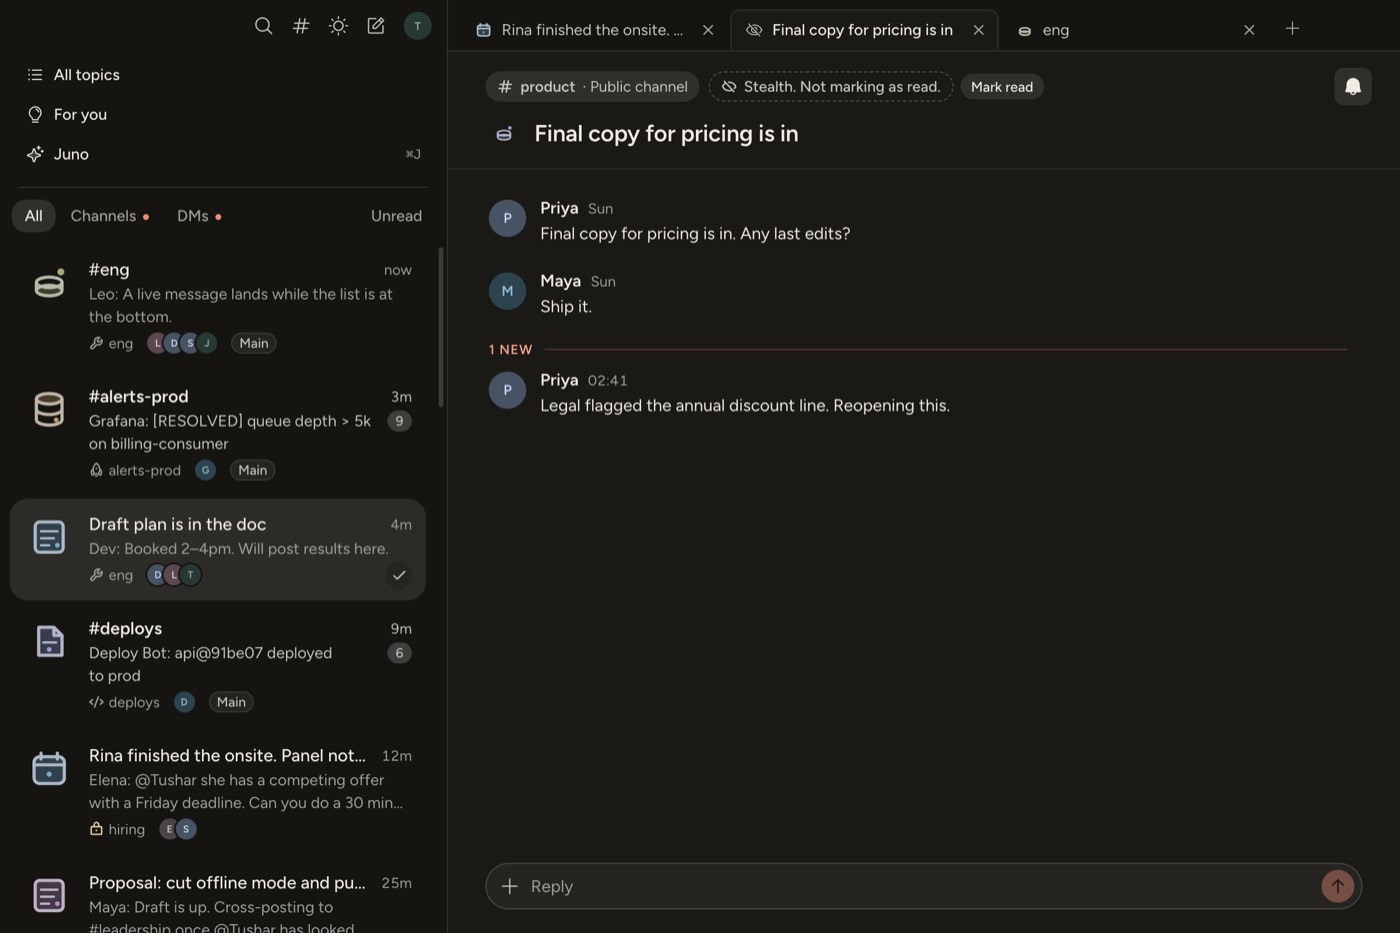 T
All topics
For you
Juno
⌘J
All
Channels
DMs
Unread
#eng
now
Leo: A live message lands while the list is at
the bottom.
eng
L
D
S
J
Main
#alerts-prod
3m
Grafana: [RESOLVED] queue depth > 5k
9
on billing-consumer
alerts-prod
G
Main
Draft plan is in the doc
4m
Dev: Booked 2–4pm. Will post results here.
eng
D
L
T
#deploys
9m
Deploy Bot: api@91be07 deployed
6
to prod
deploys
D
Main
Rina finished the onsite. Panel not...
12m
Elena: @Tushar she has a competing offer
with a Friday deadline. Can you do a 30 min...
hiring
E
S
Proposal: cut offline mode and pu...
25m
Maya: Draft is up. Cross-posting to
#leadership once @Tushar has looked
Rina finished the onsite. ...
Final copy for pricing is in
eng
# product · Public channel
Stealth. Not marking as read.
Mark read
Final copy for pricing is in
P
Priya Sun
Final copy for pricing is in. Any last edits?
M
Maya Sun
Ship it.
1 NEW
P
Priya 02:41
Legal flagged the annual discount line. Reopening this.
Reply